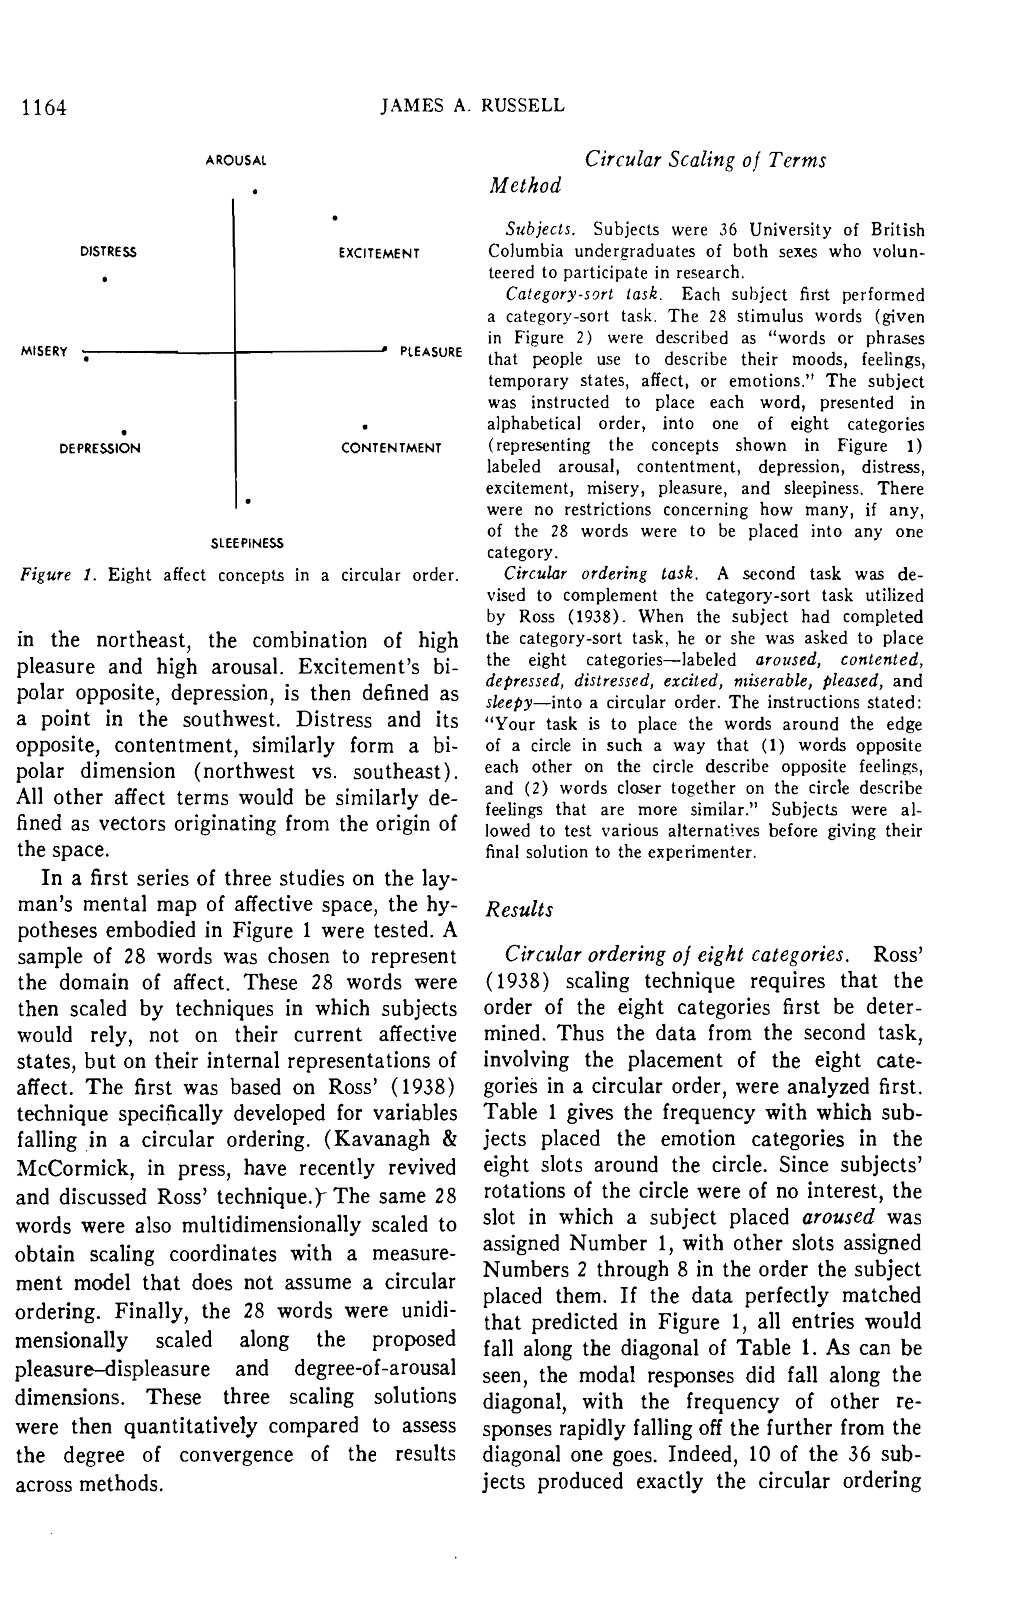 1164
JAMES A. RUSSELL
AROUSAL
DISTRESS
EXCITEMENT
MISERY
PLEASURE
DEPRESSION
CONTENTMENT
SLEEPINESS
Figure 1. Eight affect concepts in a circular order.
in the northeast, the combination of high
pleasure and high arousal. Excitement's bi-
polar opposite, depression, is then defined as
a point in the southwest. Distress and its
opposite, contentment, similarly form a bi-
polar dimension (northwest vs. southeast).
All other affect terms would be similarly de-
fined as vectors originating from the origin of
the space.
In a first series of three studies on the lay-
man's mental map of affective space, the hy-
potheses embodied in Figure 1 were tested. A
sample of 28 words was chosen to represent
the domain of affect. These 28 words were
then scaled by techniques in which subjects
would rely, not on their current affective
states, but on their internal representations of
affect. The first was based on Ross' (1938)
technique specifically developed for variables
falling in a circular ordering. (Kavanagh &
McCormick, in press, have recently revived
and discussed Ross' technique.) The same 28
words were also multidimensionally scaled to
obtain scaling coordinates with a measure-
ment model that does not assume a circular
ordering. Finally, the 28 words were unidi-
mensionally scaled along the proposed
pleasure–displeasure and degree-of-arousal
dimensions. These three scaling solutions
were then quantitatively compared to assess
the degree of convergence of the results
across methods.
Circular Scaling of Terms
Method
Subjects. Subjects were 36 University of British
Columbia undergraduates of both sexes who volun-
teered to participate in research.
Category-sort task. Each subject first performed
a category-sort task. The 28 stimulus words (given
in Figure 2) were described as "words or phrases
that people use to describe their moods, feelings,
temporary states, affect, or emotions." The subject
was instructed to place each word, presented in
alphabetical order, into one of eight categories
(representing the concepts shown in Figure 1)
labeled arousal, contentment, depression, distress,
excitement, misery, pleasure, and sleepiness. There
were no restrictions concerning how many, if any,
of the 28 words were to be placed into any one
category.
Circular ordering task. A second task was de-
vised to complement the category-sort task utilized
by Ross (1938). When the subject had completed
the category-sort task, he or she was asked to place
the eight categories—labeled aroused, contented,
depressed, distressed, excited, miserable, pleased, and
sleepy—into a circular order. The instructions stated:
"Your task is to place the words around the edge
of a circle in such a way that (1) words opposite
each other on the circle describe opposite feelings,
and (2) words closer together on the circle describe
feelings that are more similar." Subjects were al-
lowed to test various alternatives before giving their
final solution to the experimenter.
Results
Circular ordering of eight categories. Ross'
(1938) scaling technique requires that the
order of the eight categories first be deter-
mined. Thus the data from the second task,
involving the placement of the eight cate-
gories in a circular order, were analyzed first.
Table 1 gives the frequency with which sub-
jects placed the emotion categories in the
eight slots around the circle. Since subjects'
rotations of the circle were of no interest, the
slot in which a subject placed aroused was
assigned Number 1, with other slots assigned
Numbers 2 through 8 in the order the subject
placed them. If the data perfectly matched
that predicted in Figure 1, all entries would
fall along the diagonal of Table 1. As can be
seen, the modal responses did fall along the
diagonal, with the frequency of other re-
sponses rapidly falling off the further from the
diagonal one goes. Indeed, 10 of the 36 sub-
jects produced exactly the circular ordering